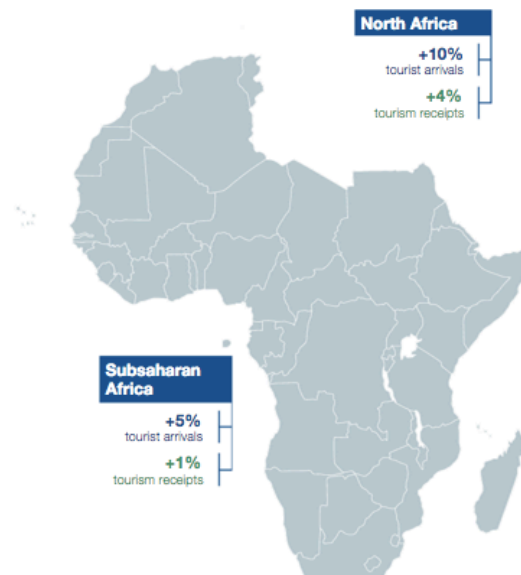 North Africa
+10%
tourist arrivals
+4%
tourism receipts
Subsaharan
Africa
+5%
tourist arrivals
+1%
tourism receipts